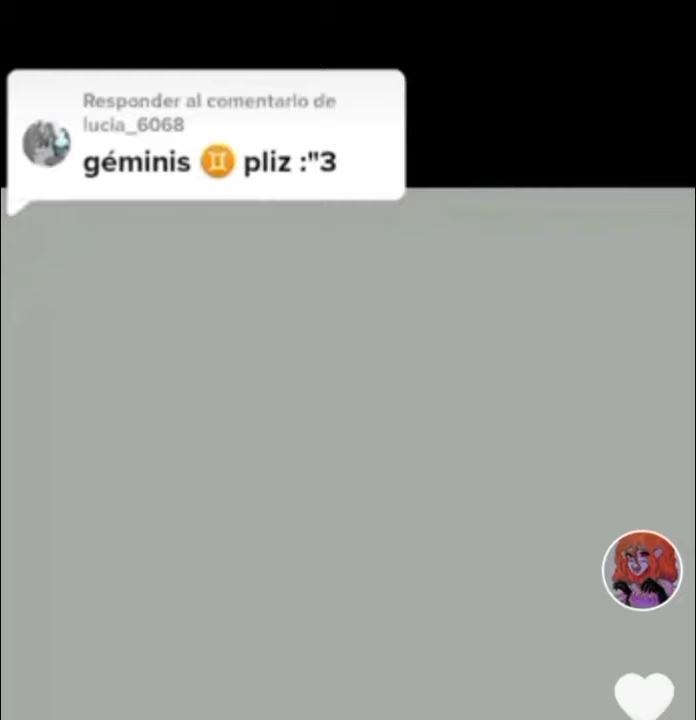 Responder al comentario de
lucia_6068
géminis ♊ pliz :"3